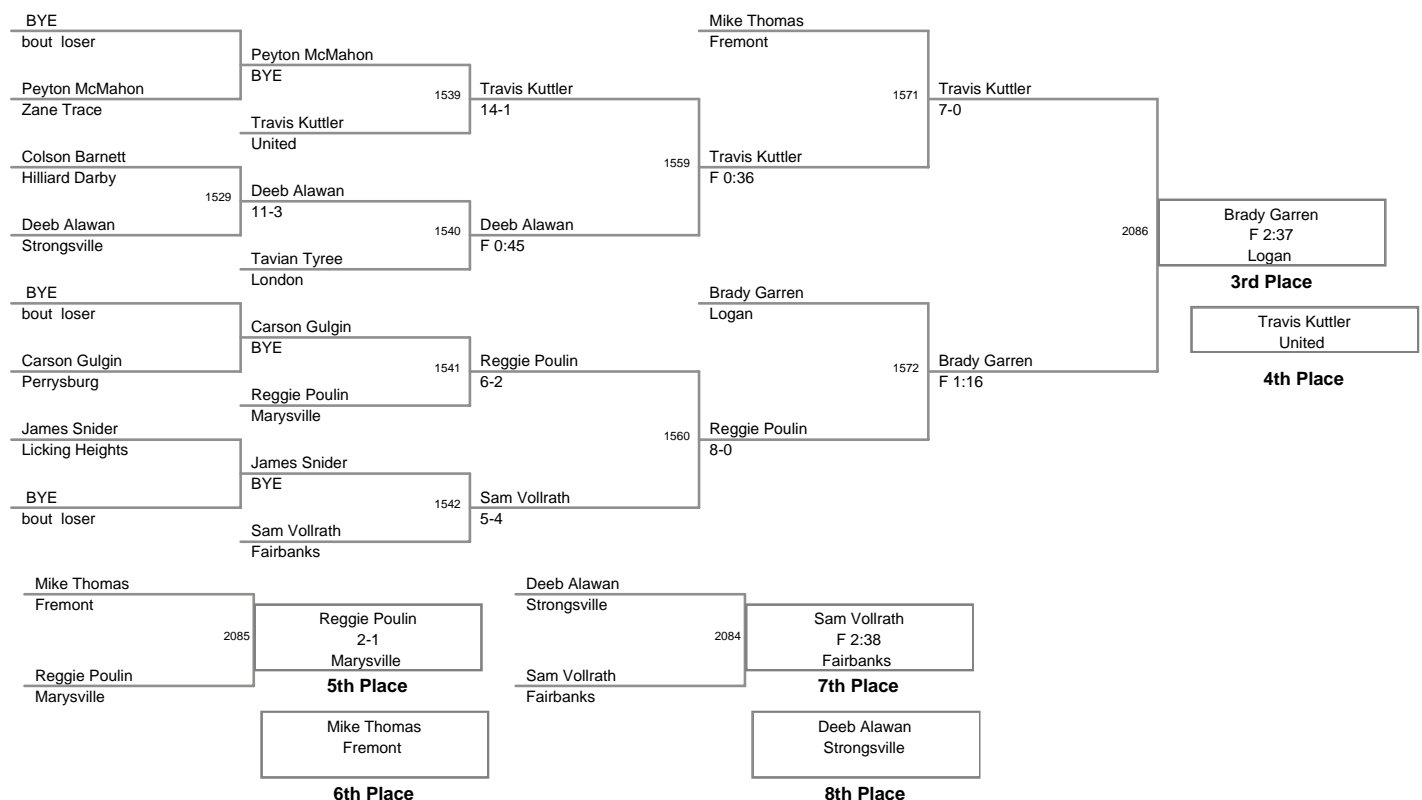 BYE
bout loser
Peyton McMahon
Zane Trace
Colson Barnett
Hilliard Darby
1529
Deeb Alawan
Strongsville
BYE
bout loser
Carson Gulgin
Perrysburg
James Snider
Licking Heights
BYE
bout loser
Peyton McMahon
BYE
1539
Travis Kuttler
United
Deeb Alawan
11-3
1540
Tavian Tyree
London
Carson Gulgin
BYE
1541
Reggie Poulin
Marysville
James Snider
BYE
1542
Sam Vollrath
Fairbanks
Travis Kuttler
14-1
1559
Deeb Alawan
F 0:45
Reggie Poulin
6-2
1560
Sam Vollrath
5-4
Mike Thomas
Fremont
1571
Travis Kuttler
F 0:36
Brady Garren
Logan
1572
Reggie Poulin
8-0
Travis Kuttler
7-0
2086
Brady Garren
F 1:16
Brady Garren
F 2:37
Logan
3rd Place
Travis Kuttler
United
4th Place
Mike Thomas
Fremont
2085
Reggie Poulin
Marysville
Reggie Poulin
2-1
Marysville
5th Place
Mike Thomas
Fremont
6th Place
Deeb Alawan
Strongsville
2084
Sam Vollrath
Fairbanks
Sam Vollrath
F 2:38
Fairbanks
7th Place
Deeb Alawan
Strongsville
8th Place